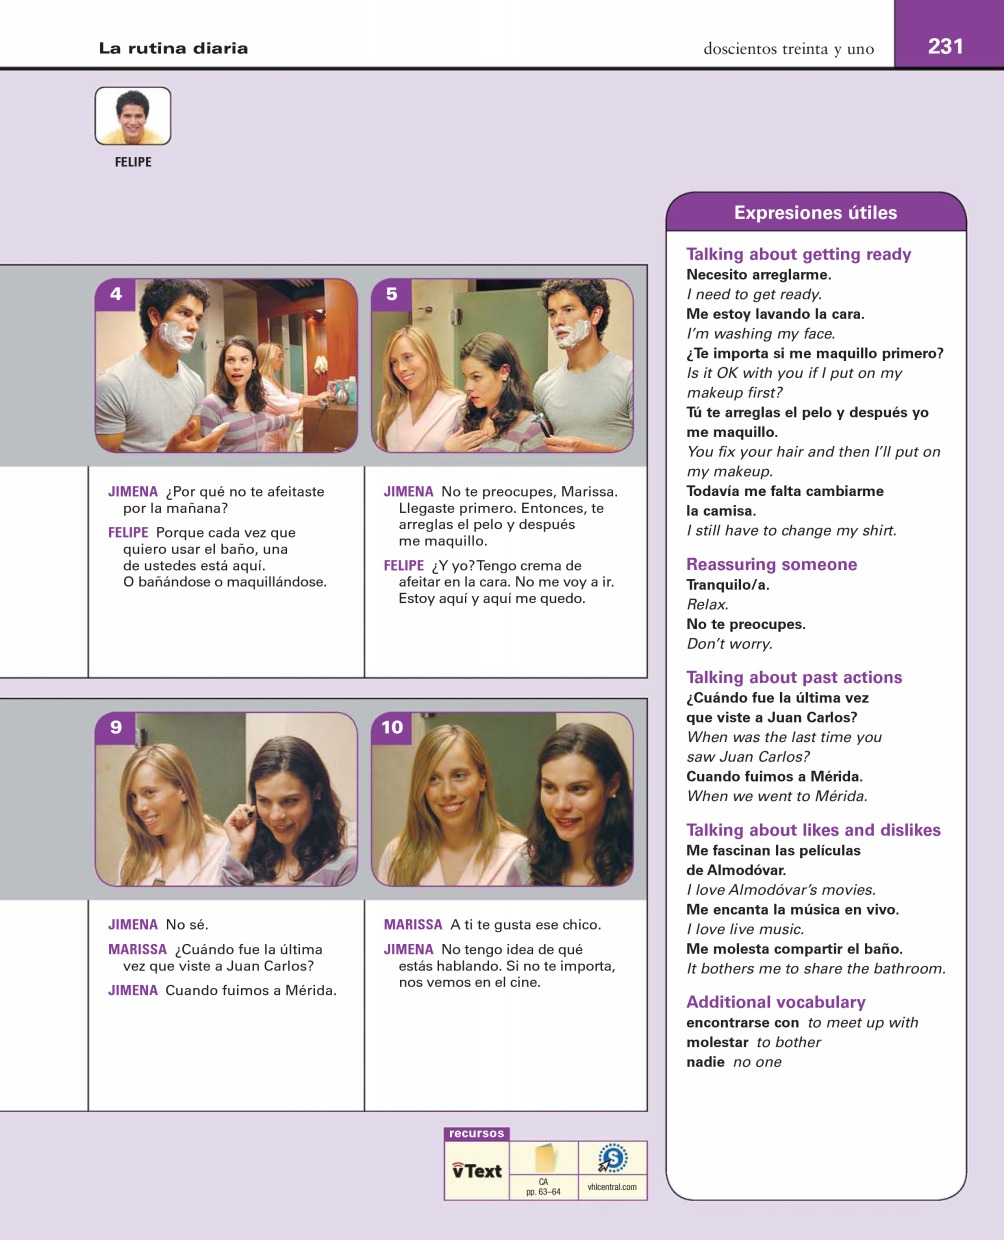 La rutina diaria
doscientos treinta y uno
231
FELIPE
4
5
JIMENA ¿Por qué no te afeitaste
por la mañana?
FELIPE Porque cada vez que
quiero usar el baño, una
de ustedes está aquí.
O bañándose o maquillándose.
JIMENA No te preocupes, Marissa.
Llegaste primero. Entonces, te
arreglas el pelo y después
me maquillo.
FELIPE ¿Y yo? Tengo crema de
afeitar en la cara. No me voy a ir.
Estoy aquí y aquí me quedo.
9
10
JIMENA No sé.
MARISSA ¿Cuándo fue la última
vez que viste a Juan Carlos?
JIMENA Cuando fuimos a Mérida.
MARISSA A ti te gusta ese chico.
JIMENA No tengo idea de qué
estás hablando. Si no te importa,
nos vemos en el cine.
Expresiones útiles
Talking about getting ready
Necesito arreglarme.
I need to get ready.
Me estoy lavando la cara.
I'm washing my face.
¿Te importa si me maquillo primero?
Is it OK with you if I put on my
makeup first?
Tú te arreglas el pelo y después yo
me maquillo.
You fix your hair and then I'll put on
my makeup.
Todavía me falta cambiarme
la camisa.
I still have to change my shirt.
Reassuring someone
Tranquilo/a.
Relax.
No te preocupes.
Don't worry.
Talking about past actions
¿Cuándo fue la última vez
que viste a Juan Carlos?
When was the last time you
saw Juan Carlos?
Cuando fuimos a Mérida.
When we went to Mérida.
Talking about likes and dislikes
Me fascinan las películas
de Almodóvar.
I love Almodóvar's movies.
Me encanta la música en vivo.
I love live music.
Me molesta compartir el baño.
It bothers me to share the bathroom.
Additional vocabulary
encontrarse con to meet up with
molestar to bother
nadie no one
recursos
vText
CA
pp. 63–64
S
vhlcentral.com